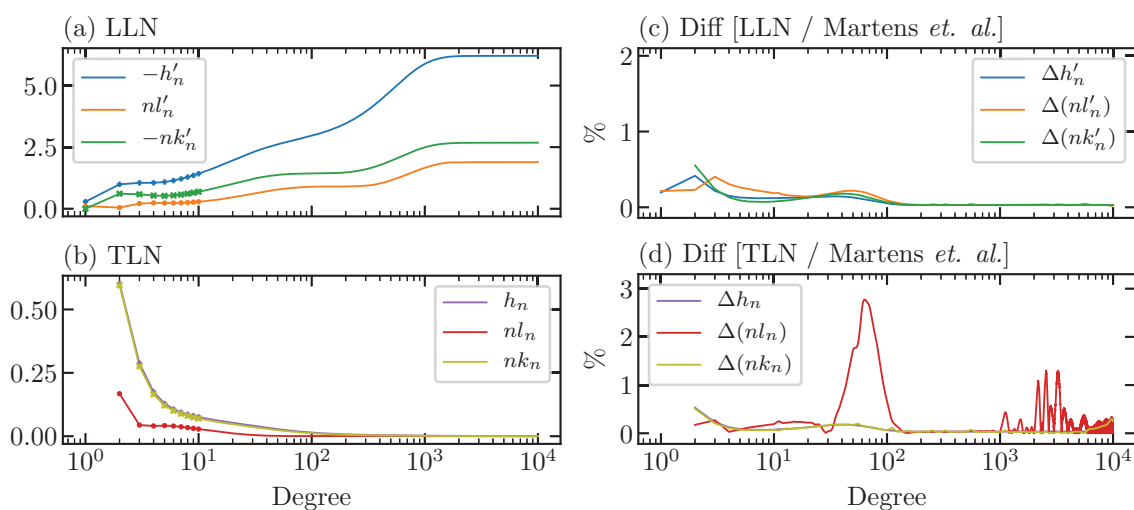 (a) LLN
5.0
2.5
0.0
−h′ₙ
nl′ₙ
−nk′ₙ
(b) TLN
0.50
0.25
0.00
hₙ
nlₙ
nkₙ
10⁰ 10¹ 10² 10³ 10⁴
Degree
(c) Diff [LLN / Martens et. al.]
%
2
1
0
Δh′ₙ
Δ(nl′ₙ)
Δ(nk′ₙ)
(d) Diff [TLN / Martens et. al.]
%
3
2
1
0
Δhₙ
Δ(nlₙ)
Δ(nkₙ)
10⁰ 10¹ 10² 10³ 10⁴
Degree